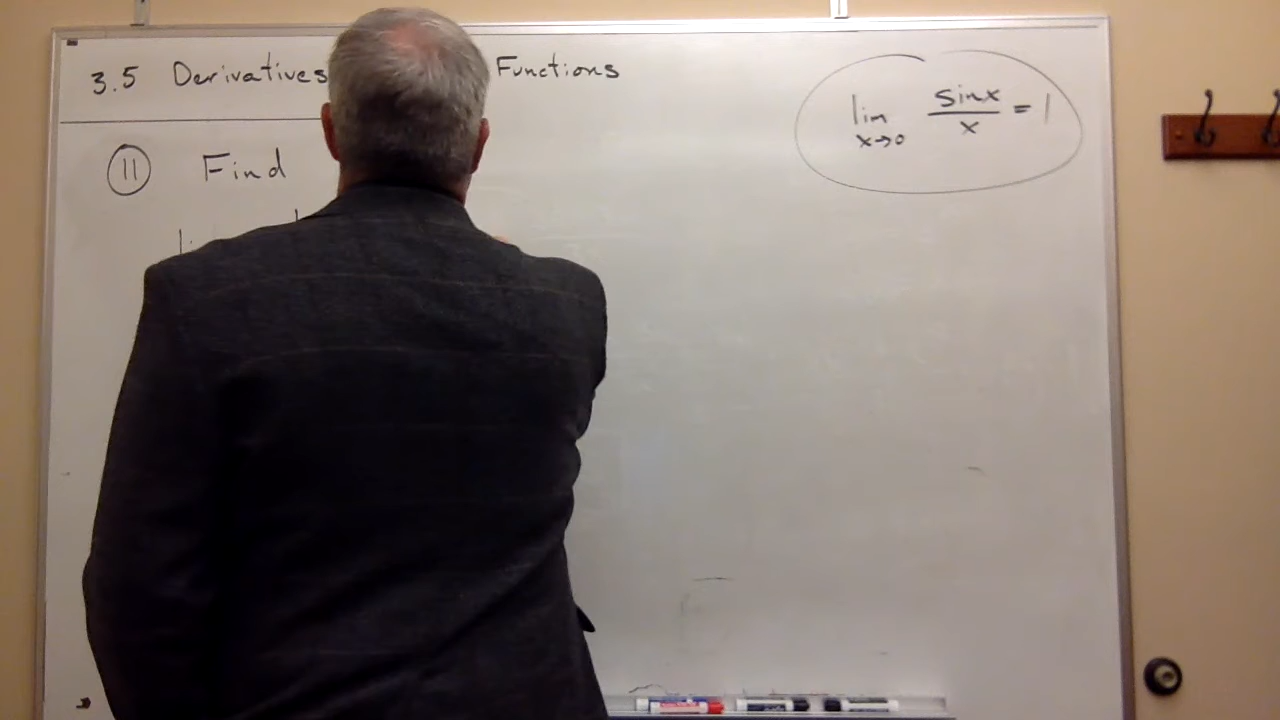 3.5 Derivatives Functions
lim x→0 sinx/x = 1
11 Find